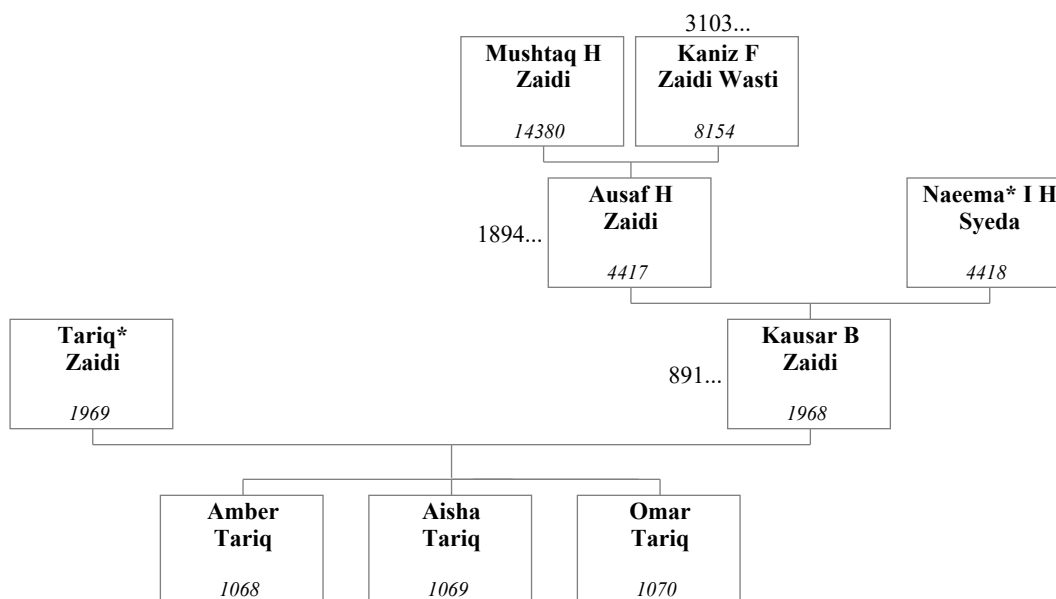 3103...
Mushtaq H
Zaidi
14380
Kaniz F
Zaidi Wasti
8154
1894...
Ausaf H
Zaidi
4417
Naeema* I H
Syeda
4418
Tariq*
Zaidi
1969
891...
Kausar B
Zaidi
1968
Amber
Tariq
1068
Aisha
Tariq
1069
Omar
Tariq
1070